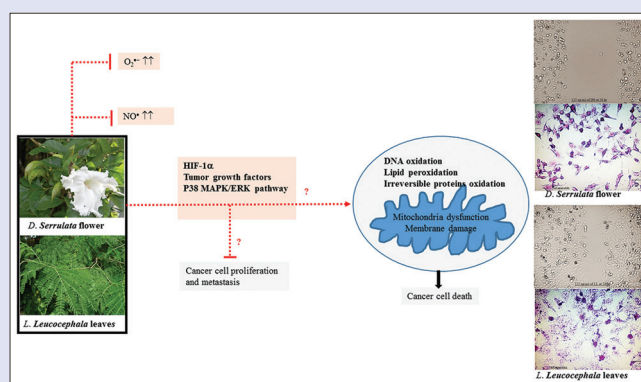 O₂•− ↑↑
NO• ↑↑
D. Serrulata flower
L. Leucocephala leaves
HIF-1α
Tumor growth factors
P38 MAPK/ERK pathway
?
?
Cancer cell proliferation
and metastasis
DNA oxidation
Lipid peroxidation
Irreversible proteins oxidation
Mitochondria dysfunction
Membrane damage
Cancer cell death
D. Serrulata flower
L. Leucocephala leaves